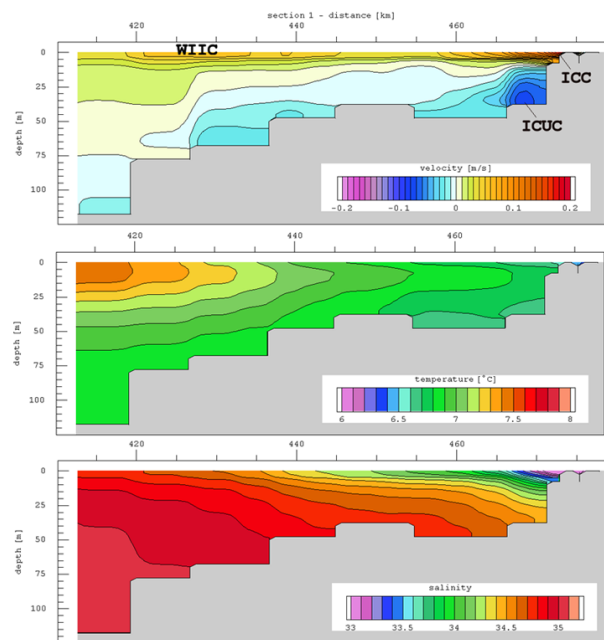 section 1 - distance [km]
420 440 460
WIIC
ICC
ICUC
0
25
50
75
100
depth [m]
velocity [m/s]
-0.2 -0.1 0 0.1 0.2
420 440 460
0
25
50
75
100
depth [m]
temperature [°C]
6 6.5 7 7.5 8
420 440 460
0
25
50
75
100
depth [m]
salinity
33 33.5 34 34.5 35